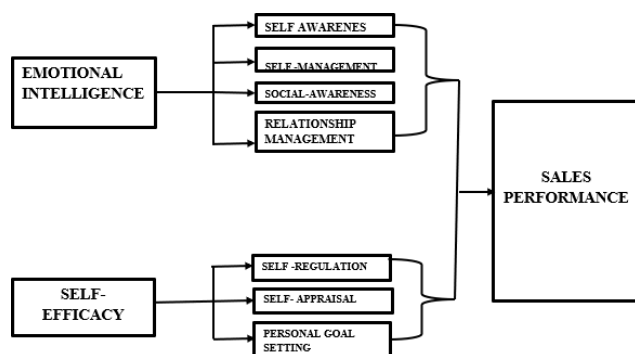 SELF AWARENES
EMOTIONAL
INTELLIGENCE
SELF -MANAGEMENT
SOCIAL-AWARENESS
RELATIONSHIP
MANAGEMENT
SALES
PERFORMANCE
SELF -REGULATION
SELF-
EFFICACY
SELF- APPRAISAL
PERSONAL GOAL
SETTING